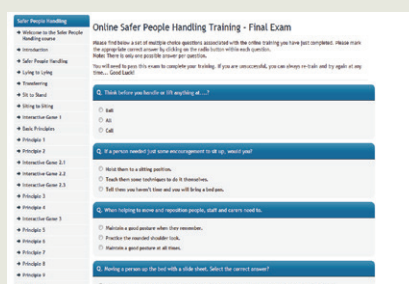 Safer People Handling
Welcome to the Safer People
Handling course
Introduction
Safer People Handling
Lying to Lying
Transferring
Sit to Stand
Sitting to Sitting
Interactive Game 1
Basic Principles
Principle 1
Principle 2
Interactive Game 2.1
Interactive Game 2.2
Interactive Game 2.3
Principle 3
Principle 4
Interactive Game 3
Principle 5
Principle 6
Principle 7
Principle 8
Principle 9
Online Safer People Handling Training - Final Exam
Please find below a set of multiple choice questions associated with the online training you have just completed. Please mark
the appropriate correct answer by clicking on the radio button within each question.
Note: There is only one possible answer per question.
You will need to pass this exam to complete your training. If you are unsuccessful, you can always re-train and try again at any
time... Good Luck!
Q. Think before you handle or lift anything at....?
All
Call
Q. If a person needed just some encouragement to sit up, would you?
Hoist them to a sitting position.
Teach them some techniques to do it themselves.
Tell them you haven't time and you will bring a bed pan.
Q. When helping to move and reposition people, staff and carers need to.
Maintain a good posture when they remember.
Practise the rounded shoulder look.
Maintain a good posture at all times.
Q. Moving a person up the bed with a slide sheet. Select the correct answer?